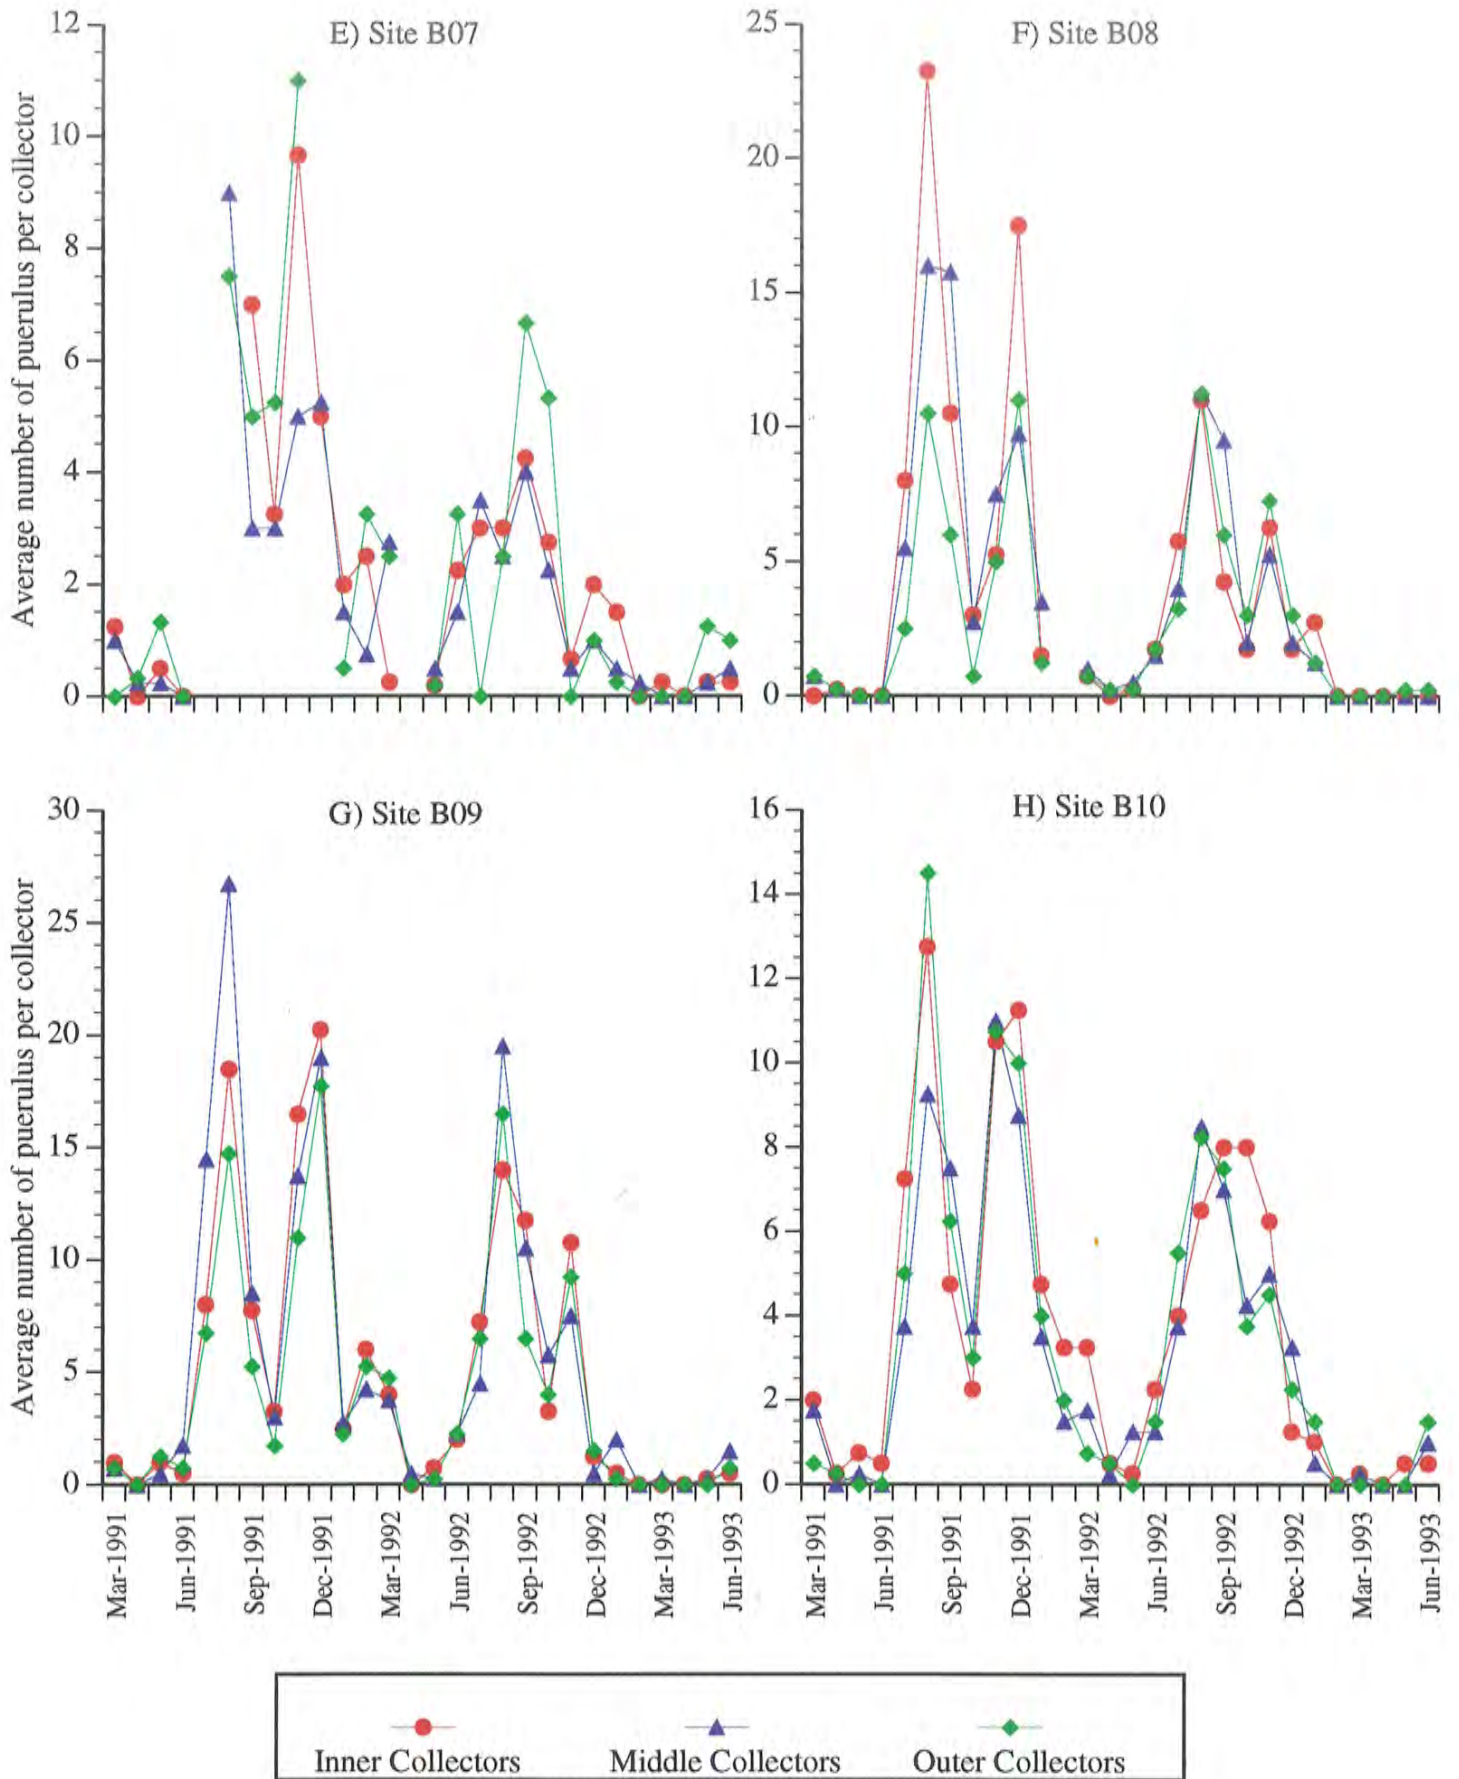 E) Site B07
F) Site B08
Average number of puerulus per collector
12
10
8
6
4
2
0
25
20
15
10
5
0
G) Site B09
H) Site B10
Average number of puerulus per collector
30
25
20
15
10
5
0
16
14
12
10
8
6
4
2
0
Mar-1991
Jun-1991
Sep-1991
Dec-1991
Mar-1992
Jun-1992
Sep-1992
Dec-1992
Mar-1993
Jun-1993
Mar-1991
Jun-1991
Sep-1991
Dec-1991
Mar-1992
Jun-1992
Sep-1992
Dec-1992
Mar-1993
Jun-1993
Inner Collectors
Middle Collectors
Outer Collectors